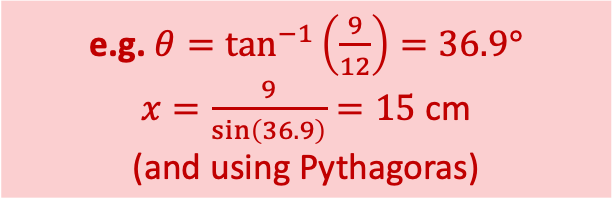 e.g. θ = tan⁻¹ (9/12) = 36.9°
x = 9/sin(36.9) = 15 cm
(and using Pythagoras)